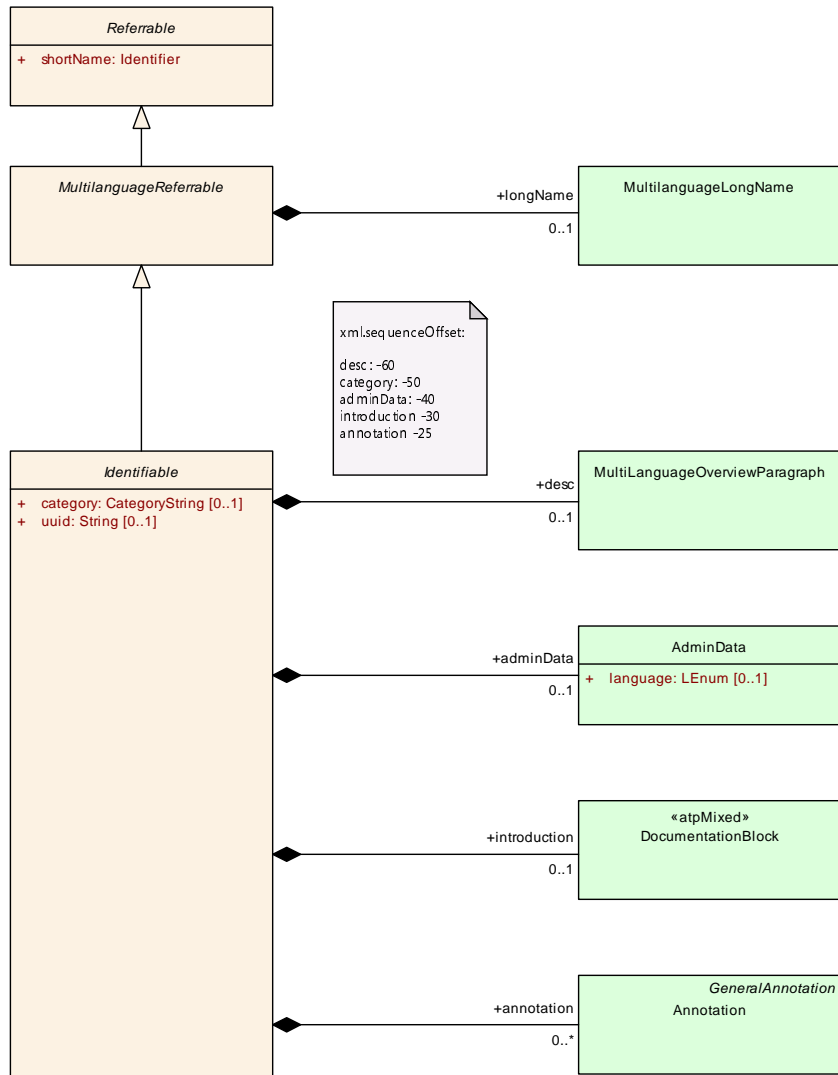 Referrable
+ shortName: Identifier
MultilanguageReferrable
+longName
0..1
MultilanguageLongName
xml.sequenceOffset:
desc: -60
category: -50
adminData: -40
introduction -30
annotation -25
Identifiable
+ category: CategoryString [0..1]
+ uuid: String [0..1]
+desc
0..1
MultiLanguageOverviewParagraph
+adminData
0..1
AdminData
+ language: LEnum [0..1]
+introduction
0..1
«atpMixed»
DocumentationBlock
+annotation
0..*
GeneralAnnotation
Annotation